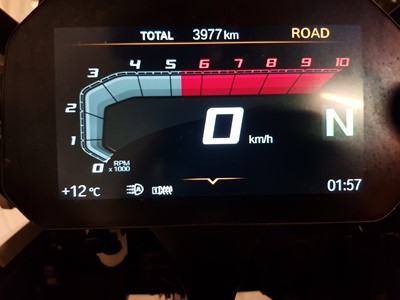 TOTAL 3977 km ROAD
3 4 5 6 7 8 9 10
2
1
0 km/h N
0 RPM x 1000
+12 °C 01:57